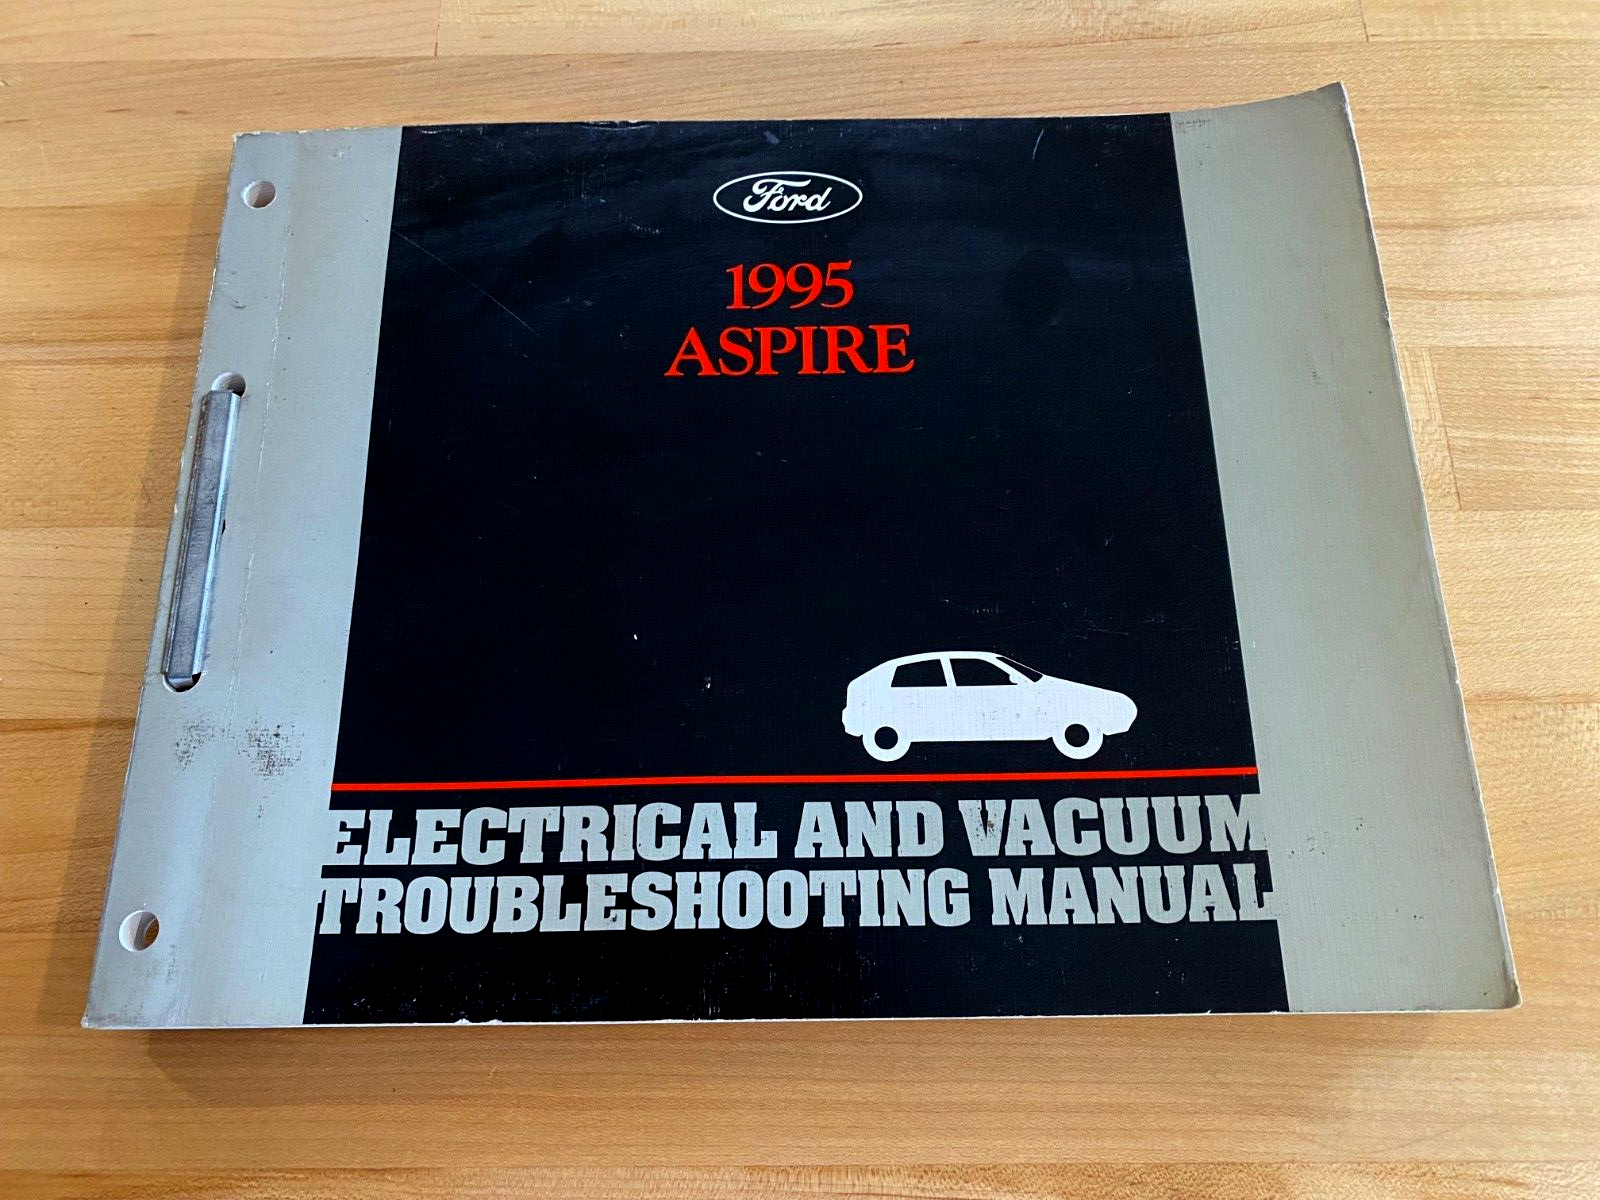 Ford
1995
ASPIRE
ELECTRICAL AND VACUUM
TROUBLESHOOTING MANUAL